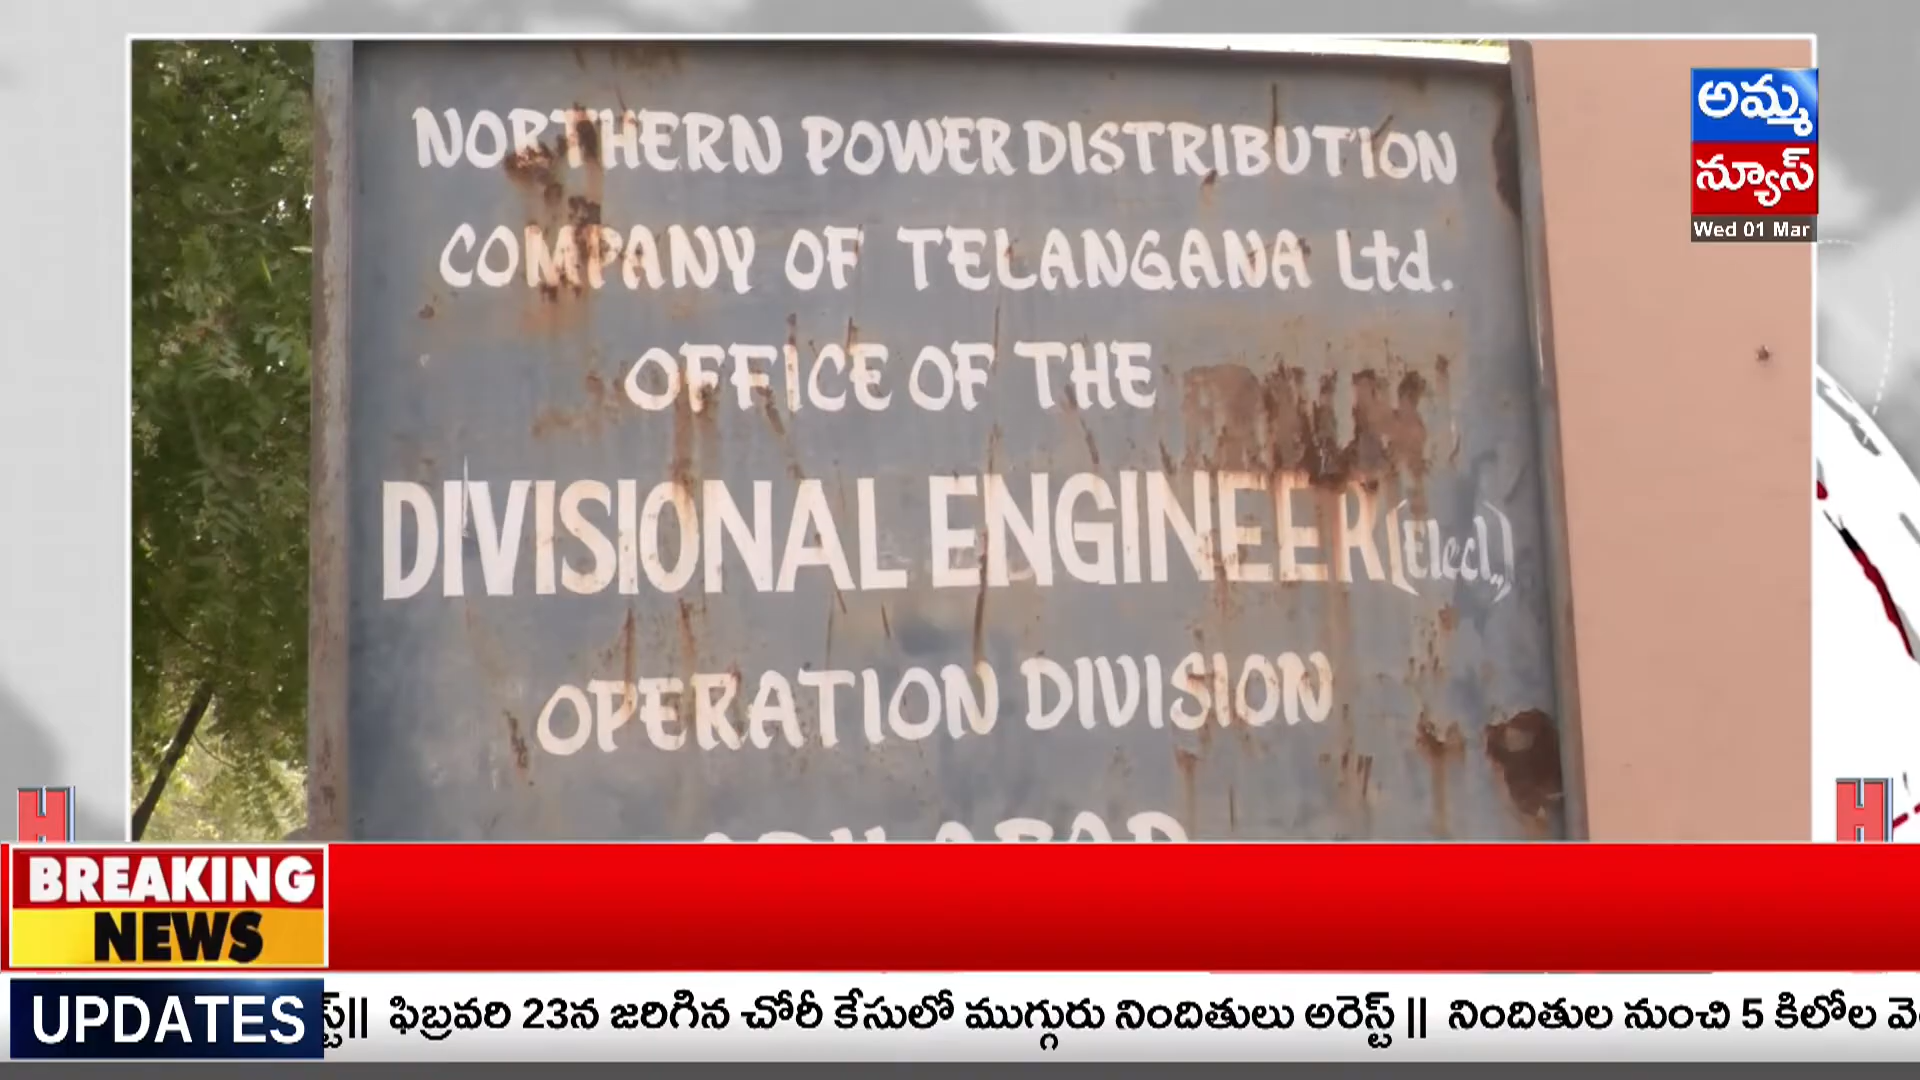 NORTHERN POWER DISTRIBUTION
COMPANY OF TELANGANA Ltd.
OFFICE OF THE
DIVISIONAL ENGINEER (Elecl,,)
OPERATION DIVISION
అమ్మ
న్యూస్
Wed 01 Mar
H
H
BREAKING
NEWS
UPDATES
|| ఫిబ్రవరి 23న జరిగిన చోరీ కేసులో ముగ్గురు నిందితులు అరెస్ట్ || నిందితుల నుంచి 5 కిలోల